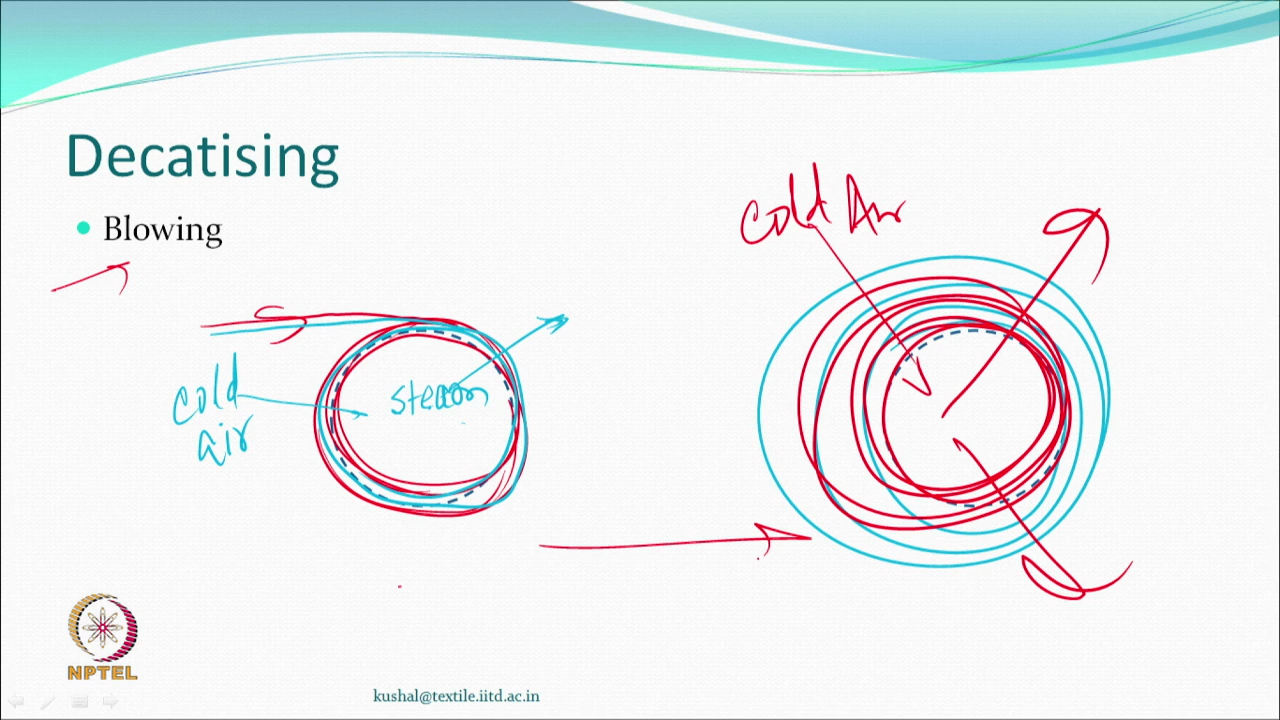 Decatising
Blowing
cold Air
cold
air
steam
NPTEL
kushal@textile.iitd.ac.in